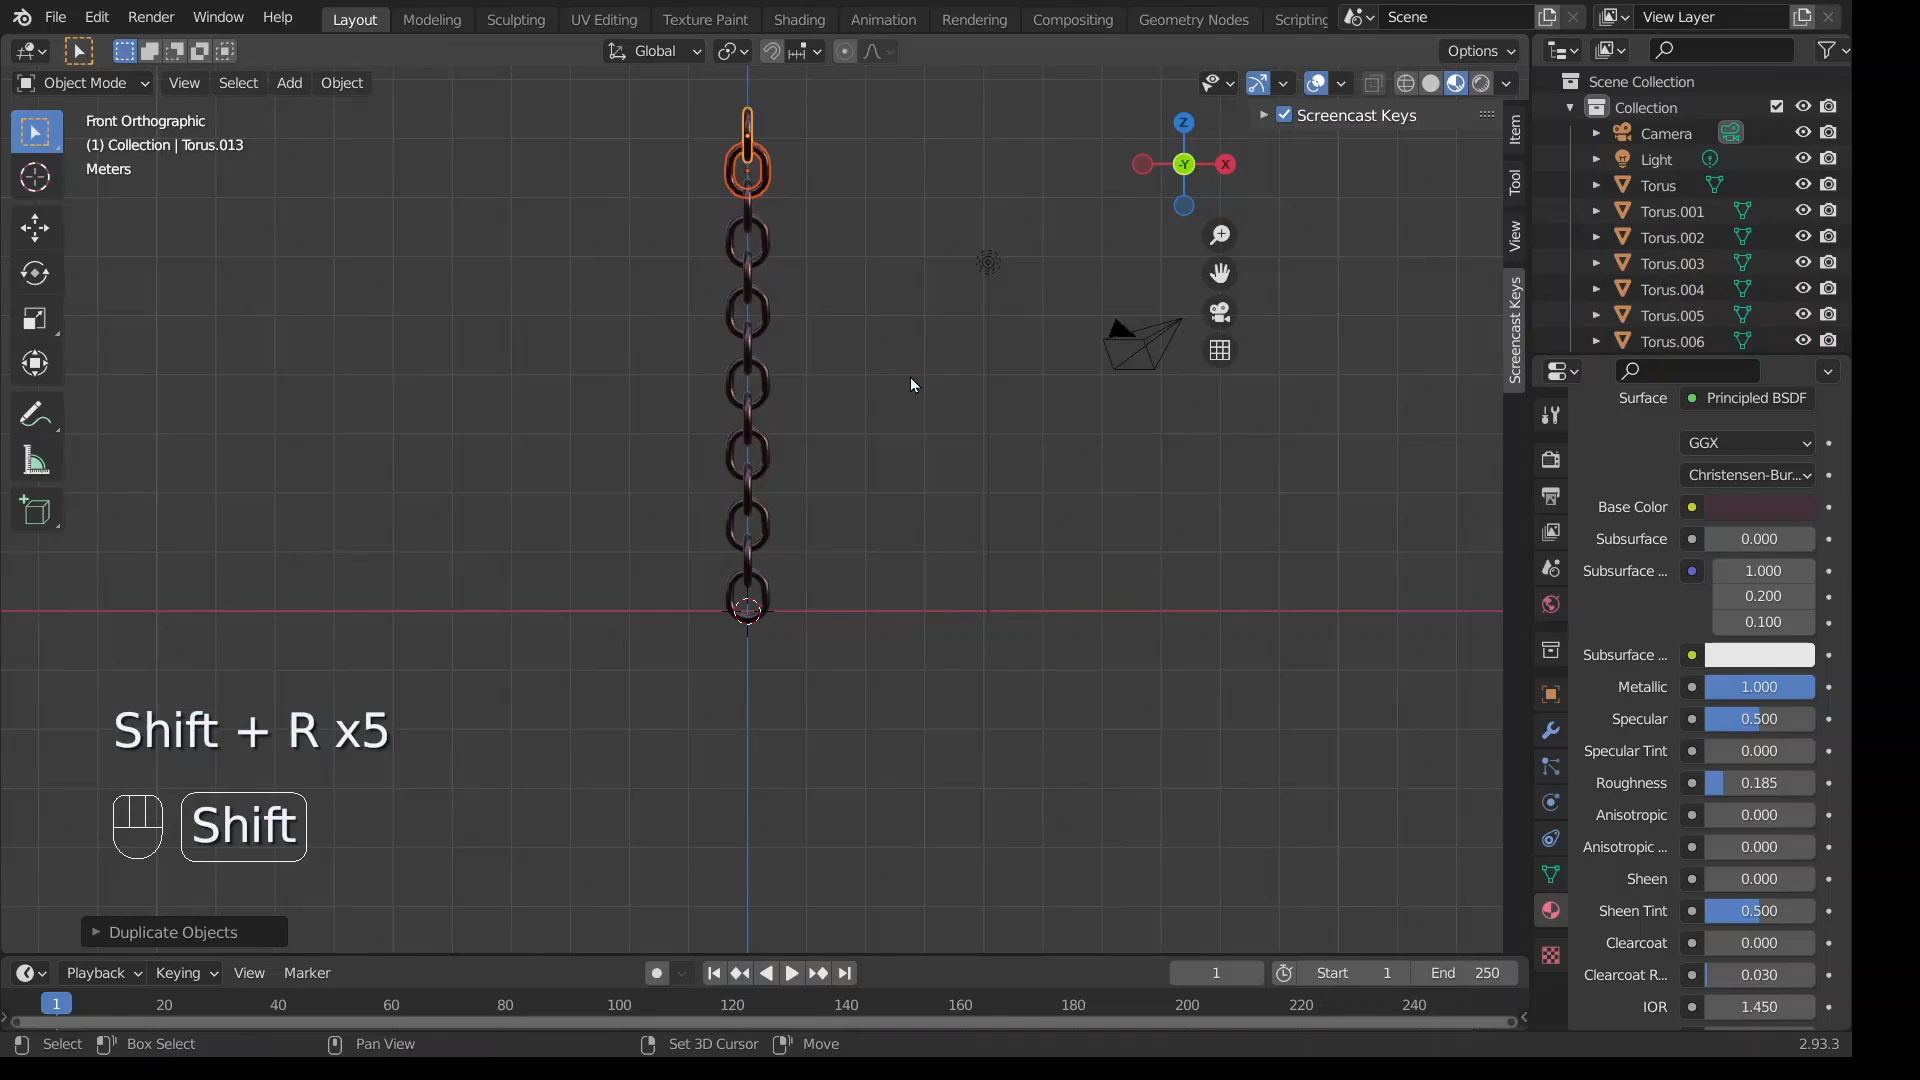 File Edit Render Window Help Layout Modeling Sculpting UV Editing Texture Paint Shading Animation Rendering Compositing Geometry Nodes Scripting Scene View Layer
Global Options
Object Mode View Select Add Object
Front Orthographic
(1) Collection | Torus.013
Meters
Screencast Keys
Z
-Y
X
Item
Tool
View
Screencast Keys
Scene Collection
Collection
Camera
Light
Torus
Torus.001
Torus.002
Torus.003
Torus.004
Torus.005
Torus.006
Surface Principled BSDF
GGX
Christensen-Bur...
Base Color
Subsurface 0.000
Subsurface ... 1.000
0.200
0.100
Subsurface ...
Metallic 1.000
Specular 0.500
Specular Tint 0.000
Roughness 0.185
Anisotropic 0.000
Anisotropic ... 0.000
Sheen 0.000
Sheen Tint 0.500
Clearcoat 0.000
Clearcoat R... 0.030
IOR 1.450
Shift + R x5
Shift
Duplicate Objects
Playback Keying View Marker 1 Start 1 End 250
1 20 40 60 80 100 120 140 160 180 200 220 240
Select Box Select Pan View Set 3D Cursor Move 2.93.3